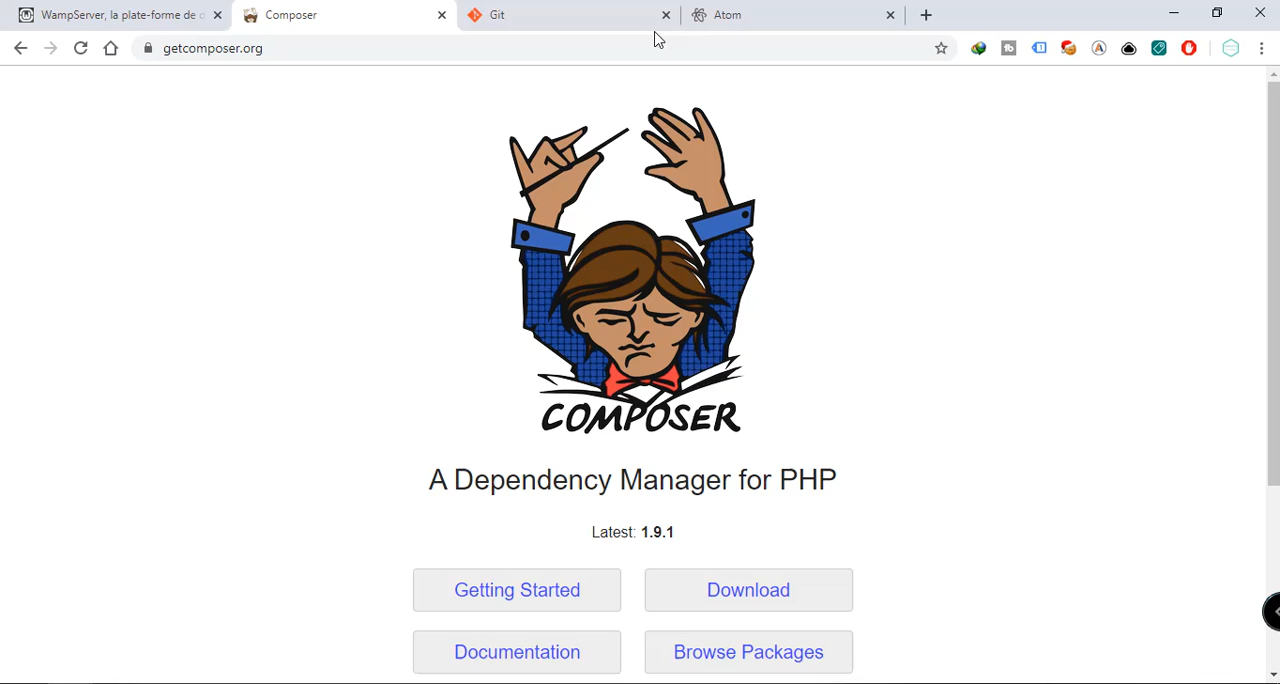 WampServer, la plate-forme de d
Composer
Git
Atom
getcomposer.org
COMPOSER
A Dependency Manager for PHP
Latest: 1.9.1
Getting Started
Download
Documentation
Browse Packages